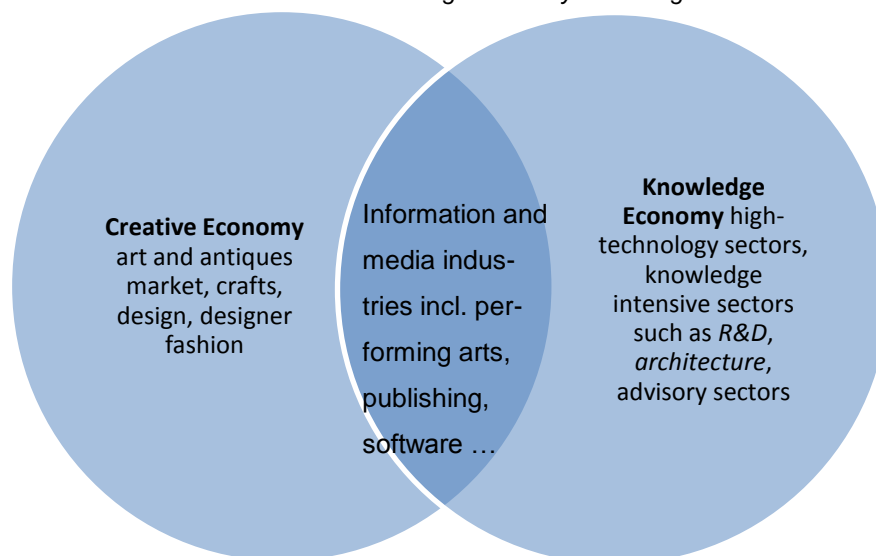 Creative Economy
art and antiques
market, crafts,
design, designer
fashion
Information and
media indus-
tries incl. per-
forming arts,
publishing,
software …
Knowledge
Economy high-
technology sectors,
knowledge
intensive sectors
such as R&D,
architecture,
advisory sectors